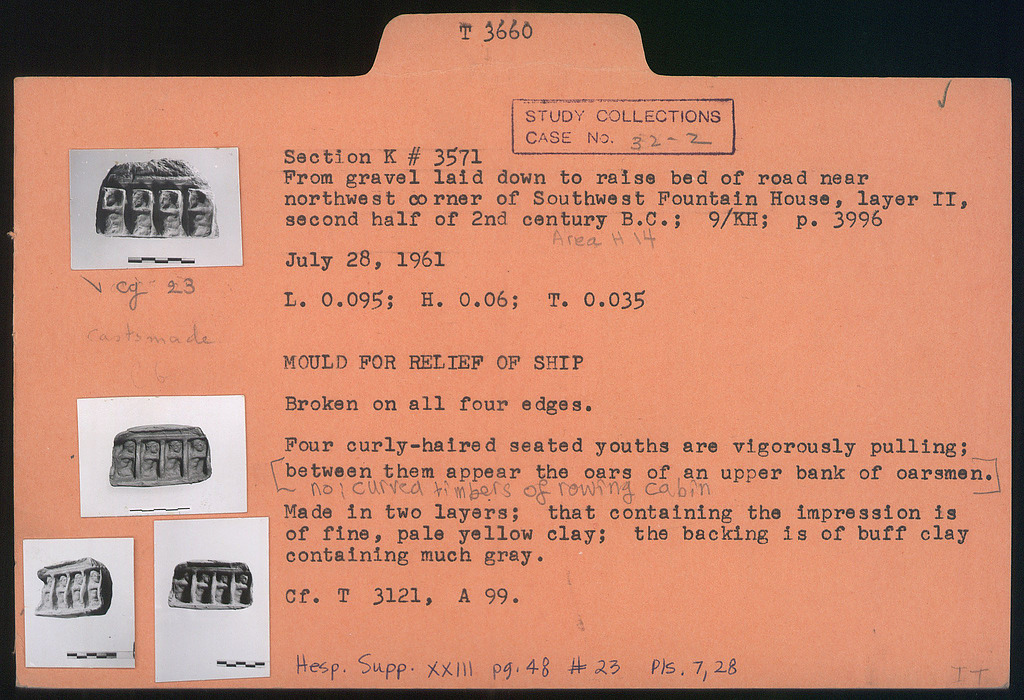 T 3660
STUDY COLLECTIONS
CASE No. 32-2
Section K # 3571
From gravel laid down to raise bed of road near
northwest corner of Southwest Fountain House, layer II,
second half of 2nd century B.C.; 9/KH; p. 3996
Area H 14
July 28, 1961
cg 23
L. 0.095; H. 0.06; T. 0.035
casts made
MOULD FOR RELIEF OF SHIP
Broken on all four edges.
Four curly-haired seated youths are vigorously pulling;
[between them appear the oars of an upper bank of oarsmen.]
no; curved timbers of rowing cabin
Made in two layers; that containing the impression is
of fine, pale yellow clay; the backing is of buff clay
containing much gray.
Cf. T 3121, A 99.
Hesp. Supp. XXIII pg. 48 # 23 Pls. 7, 28